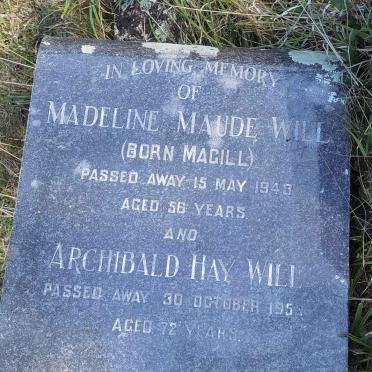 IN LOVING MEMORY
OF
MADELINE MAUDE WILL
(BORN MAGILL)
PASSED AWAY 15 MAY 1943
AGED 56 YEARS
AND
ARCHIBALD HAY WILL
PASSED AWAY 30 OCTOBER
AGED 72 YEARS.